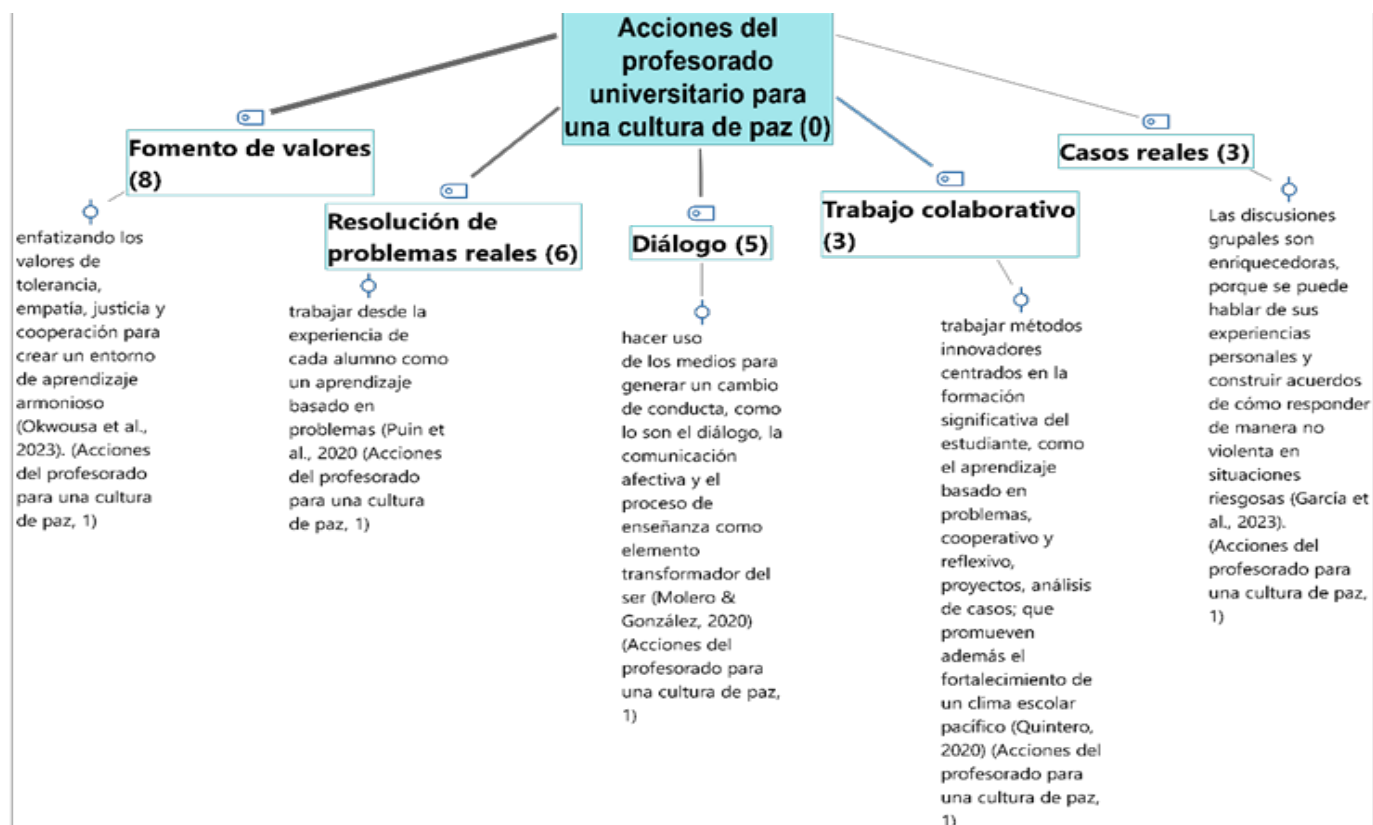 Acciones del
profesorado
universitario para
una cultura de paz (0)
Fomento de valores
(8)
enfatizando los
valores de
tolerancia,
empatía, justicia y
cooperación para
crear un entorno
de aprendizaje
armonioso
(Okwousa et al.,
2023). (Acciones
del profesorado
para una cultura
de paz, 1)
Resolución de
problemas reales (6)
trabajar desde la
experiencia de
cada alumno como
un aprendizaje
basado en
problemas (Puin et
al., 2020 (Acciones
del profesorado
para una cultura
de paz, 1)
Diálogo (5)
hacer uso
de los medios para
generar un cambio
de conducta, como
lo son el diálogo, la
comunicación
afectiva y el
proceso de
enseñanza como
elemento
transformador del
ser (Molero &
González, 2020)
(Acciones del
profesorado para
una cultura de paz,
1)
Trabajo colaborativo
(3)
trabajar métodos
innovadores
centrados en la
formación
significativa del
estudiante, como
el aprendizaje
basado en
problemas,
cooperativo y
reflexivo,
proyectos, análisis
de casos; que
promueven
además el
fortalecimiento de
un clima escolar
pacífico (Quintero,
2020) (Acciones del
profesorado para
una cultura de paz,
1)
Casos reales (3)
Las discusiones
grupales son
enriquecedoras,
porque se puede
hablar de sus
experiencias
personales y
construir acuerdos
de cómo responder
de manera no
violenta en
situaciones
riesgosas (García et
al., 2023).
(Acciones del
profesorado para
una cultura de paz,
1)